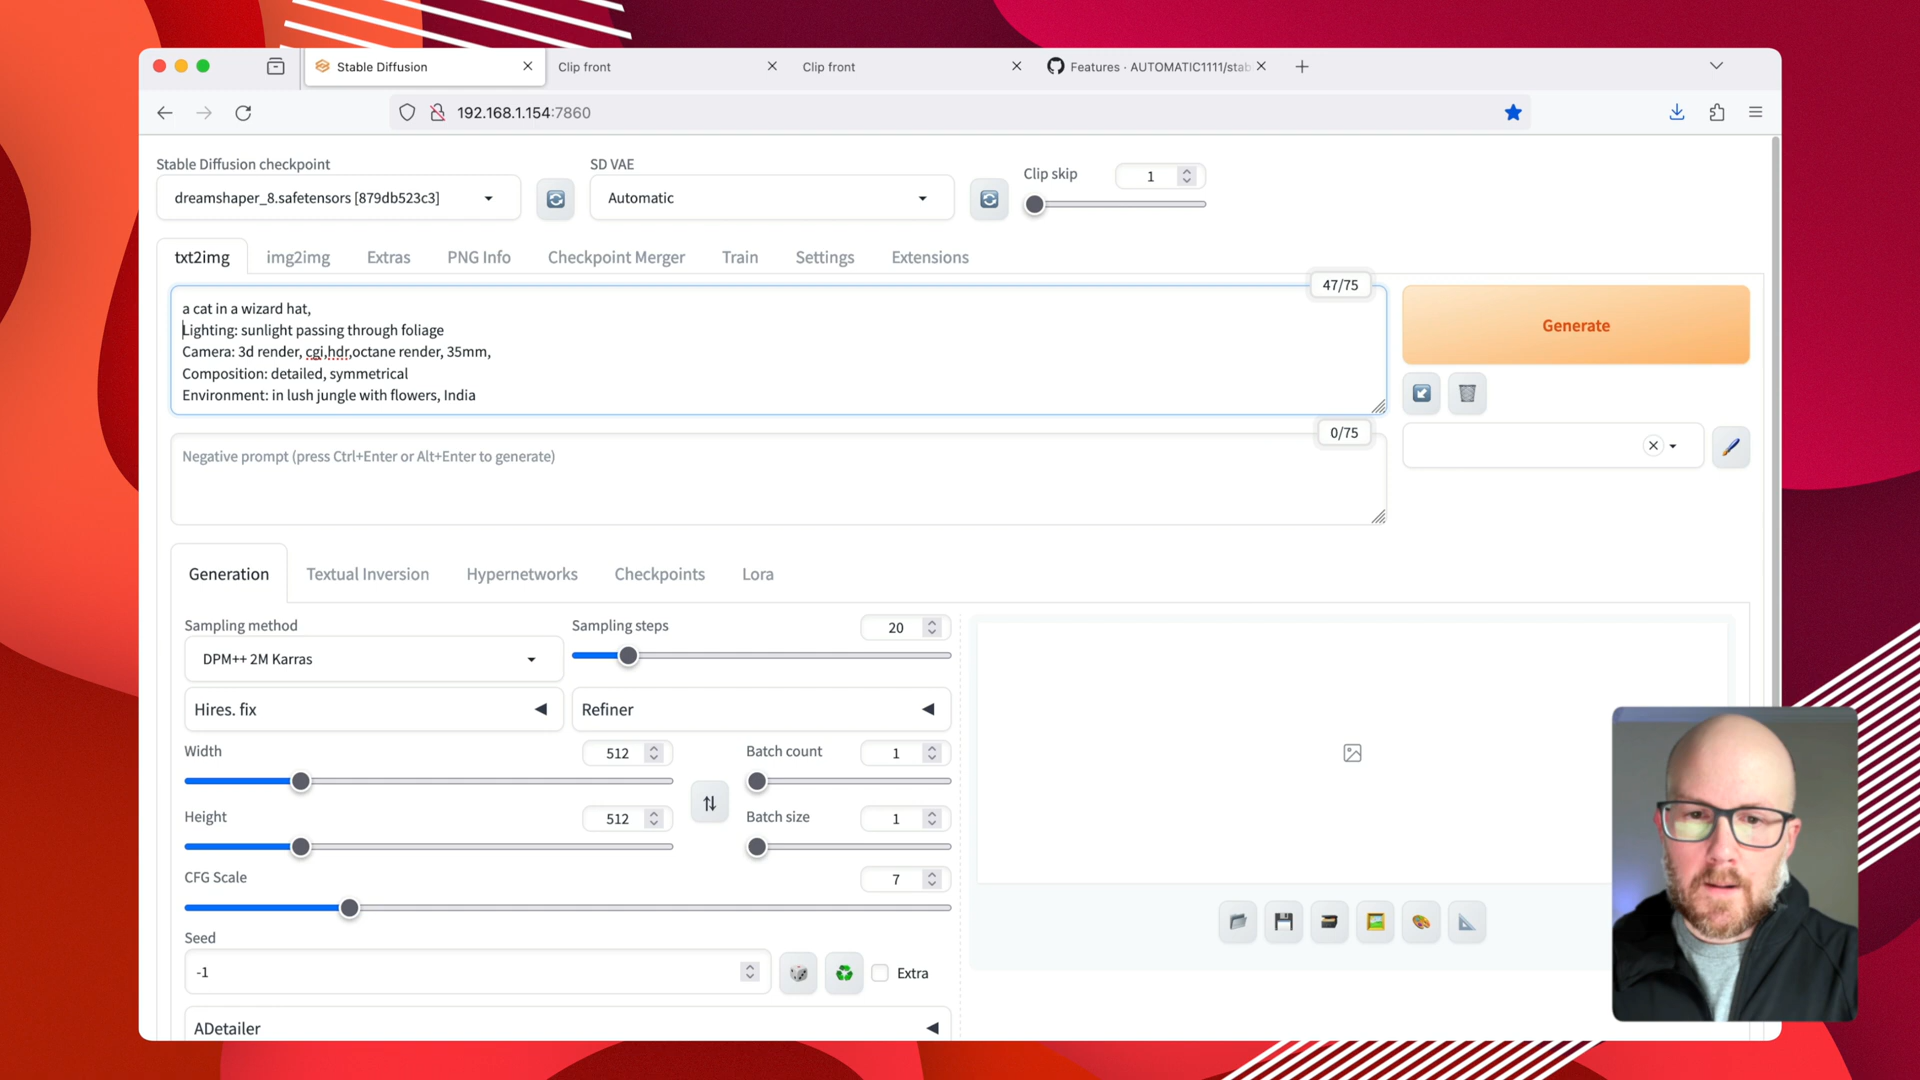 Stable Diffusion
Clip front
Clip front
Features · AUTOMATIC1111/stab
192.168.1.154:7860
Stable Diffusion checkpoint
SD VAE
Clip skip
1
dreamshaper_8.safetensors [879db523c3]
Automatic
txt2img
img2img
Extras
PNG Info
Checkpoint Merger
Train
Settings
Extensions
47/75
a cat in a wizard hat,
Lighting: sunlight passing through foliage
Camera: 3d render, cgi,hdr,octane render, 35mm,
Composition: detailed, symmetrical
Environment: in lush jungle with flowers, India
Generate
0/75
Negative prompt (press Ctrl+Enter or Alt+Enter to generate)
Generation
Textual Inversion
Hypernetworks
Checkpoints
Lora
Sampling method
Sampling steps
20
DPM++ 2M Karras
Hires. fix
Refiner
Width
512
Batch count
1
Height
512
Batch size
1
CFG Scale
7
Seed
-1
Extra
ADetailer